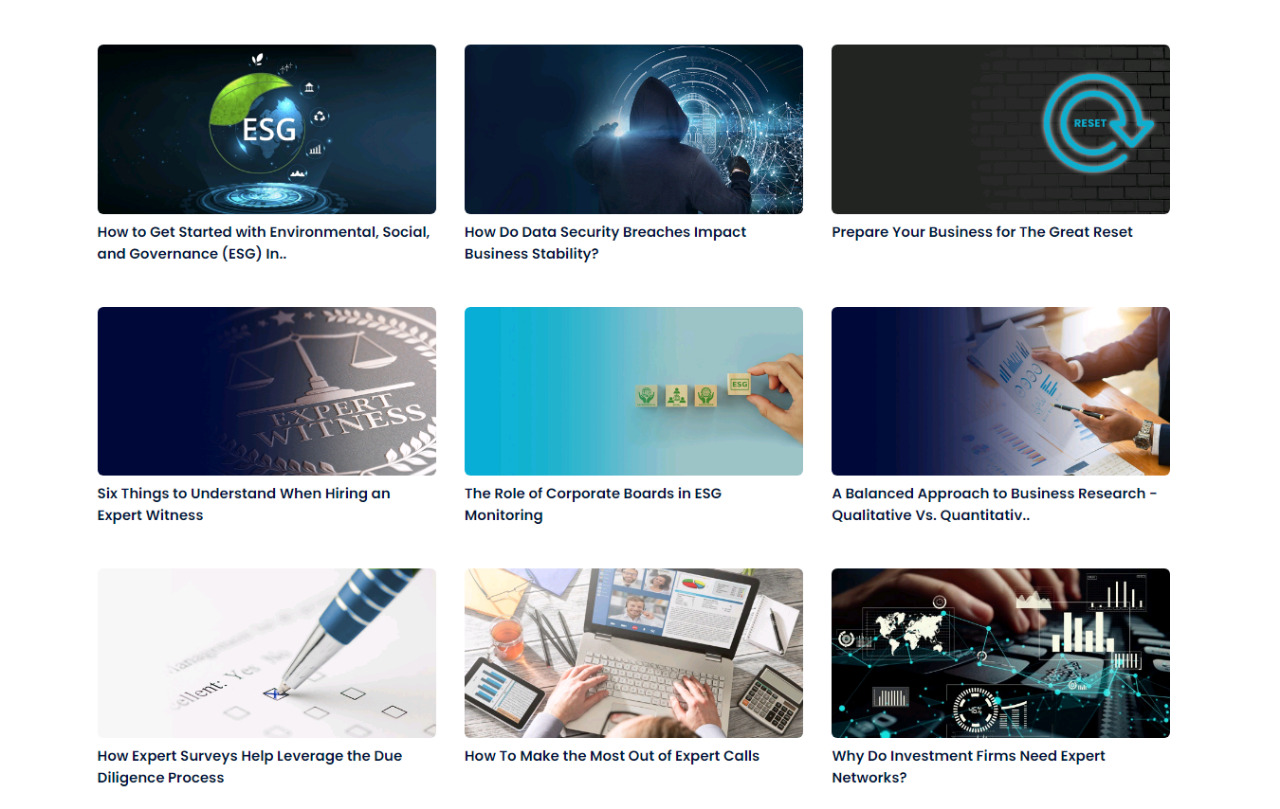 ESG
RESET
How to Get Started with Environmental, Social,
and Governance (ESG) In..
How Do Data Security Breaches Impact
Business Stability?
Prepare Your Business for The Great Reset
EXPERT
WITNESS
ESG
Six Things to Understand When Hiring an
Expert Witness
The Role of Corporate Boards in ESG
Monitoring
A Balanced Approach to Business Research -
Qualitative Vs. Quantitativ..
Yes No
46%
How Expert Surveys Help Leverage the Due
Diligence Process
How To Make the Most Out of Expert Calls
Why Do Investment Firms Need Expert
Networks?